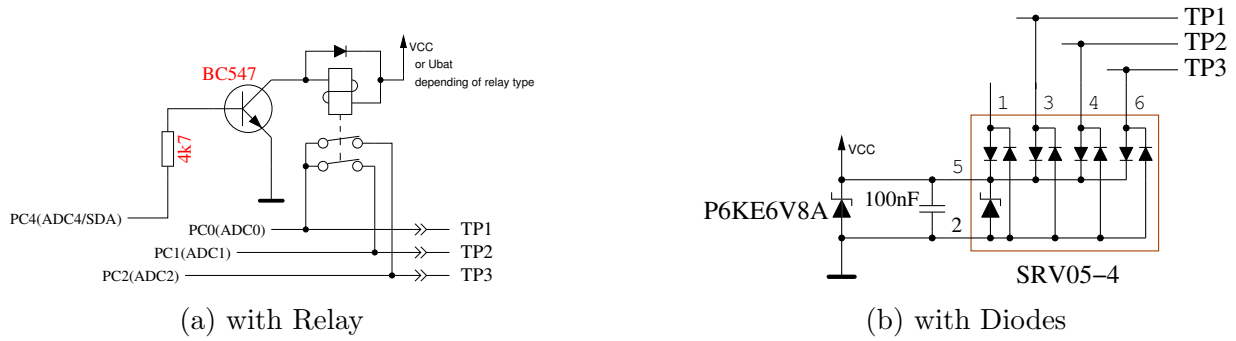 VCC
or Ubat
depending of relay type
BC547
4k7
PC4(ADC4/SDA)
PC0(ADC0)
TP1
PC1(ADC1)
TP2
PC2(ADC2)
TP3
(a) with Relay
TP1
TP2
TP3
1
3
4
6
VCC
5
P6KE6V8A
100nF
2
SRV05-4
(b) with Diodes